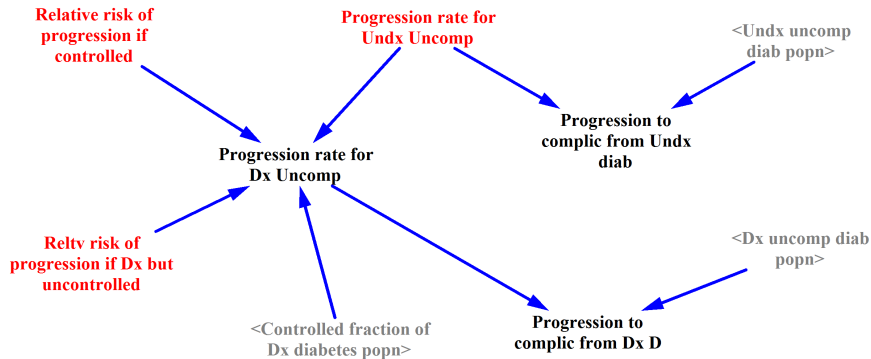 Relative risk of
progression if
controlled
Progression rate for
Undx Uncomp
<Undx uncomp
diab popn>
Progression to
complic from Undx
diab
Progression rate for
Dx Uncomp
Reltv risk of
progression if Dx but
uncontrolled
<Dx uncomp diab
popn>
<Controlled fraction of
Dx diabetes popn>
Progression to
complic from Dx D